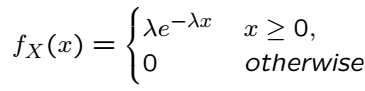 f_X(x) = { λe^{−λx}  x ≥ 0,
0  otherwise